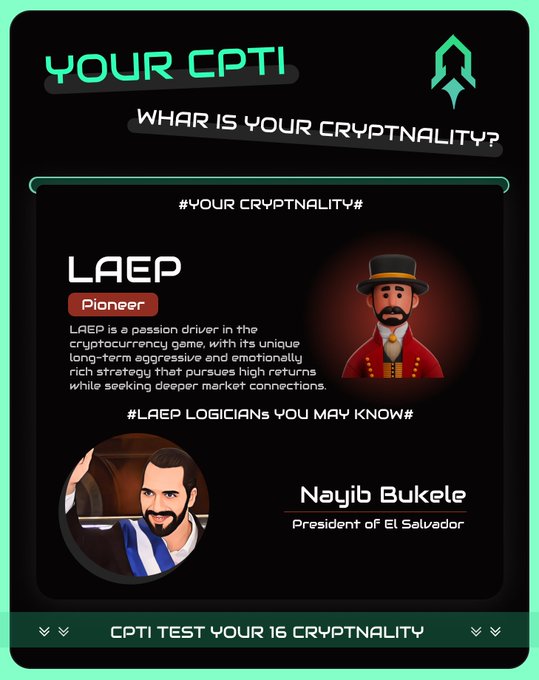 YOUR CPTI
WHAR IS YOUR CRYPTNALITY?
#YOUR CRYPTNALITY#
LAEP
Pioneer
LAEP is a passion driver in the
cryptocurrency game, with its unique
long-term aggressive and emotionally
rich strategy that pursues high returns
while seeking deeper market connections.
#LAEP LOGICIANs YOU MAY KNOW#
Nayib Bukele
President of El Salvador
CPTI TEST YOUR 16 CRYPTNALITY